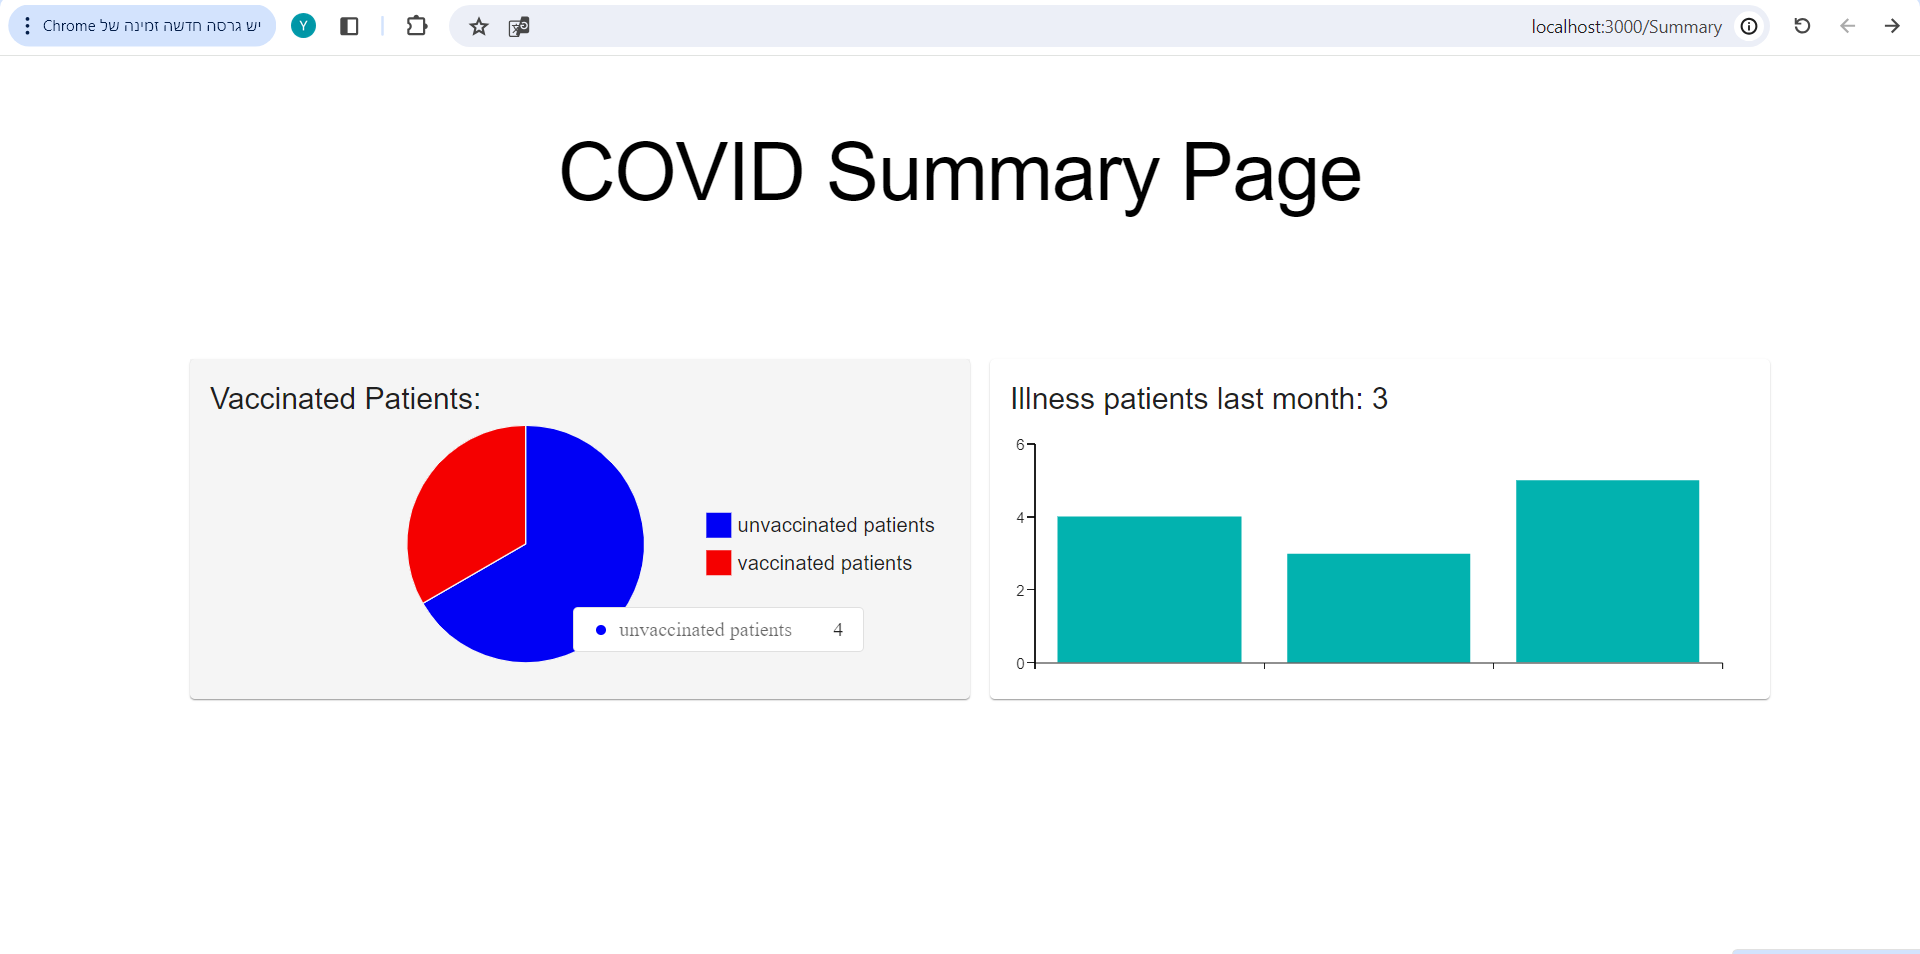 יש גרסה חדשה זמינה של Chrome
Y
localhost:3000/Summary
COVID Summary Page
Vaccinated Patients:
unvaccinated patients
vaccinated patients
unvaccinated patients 4
Illness patients last month: 3
6
4
2
0